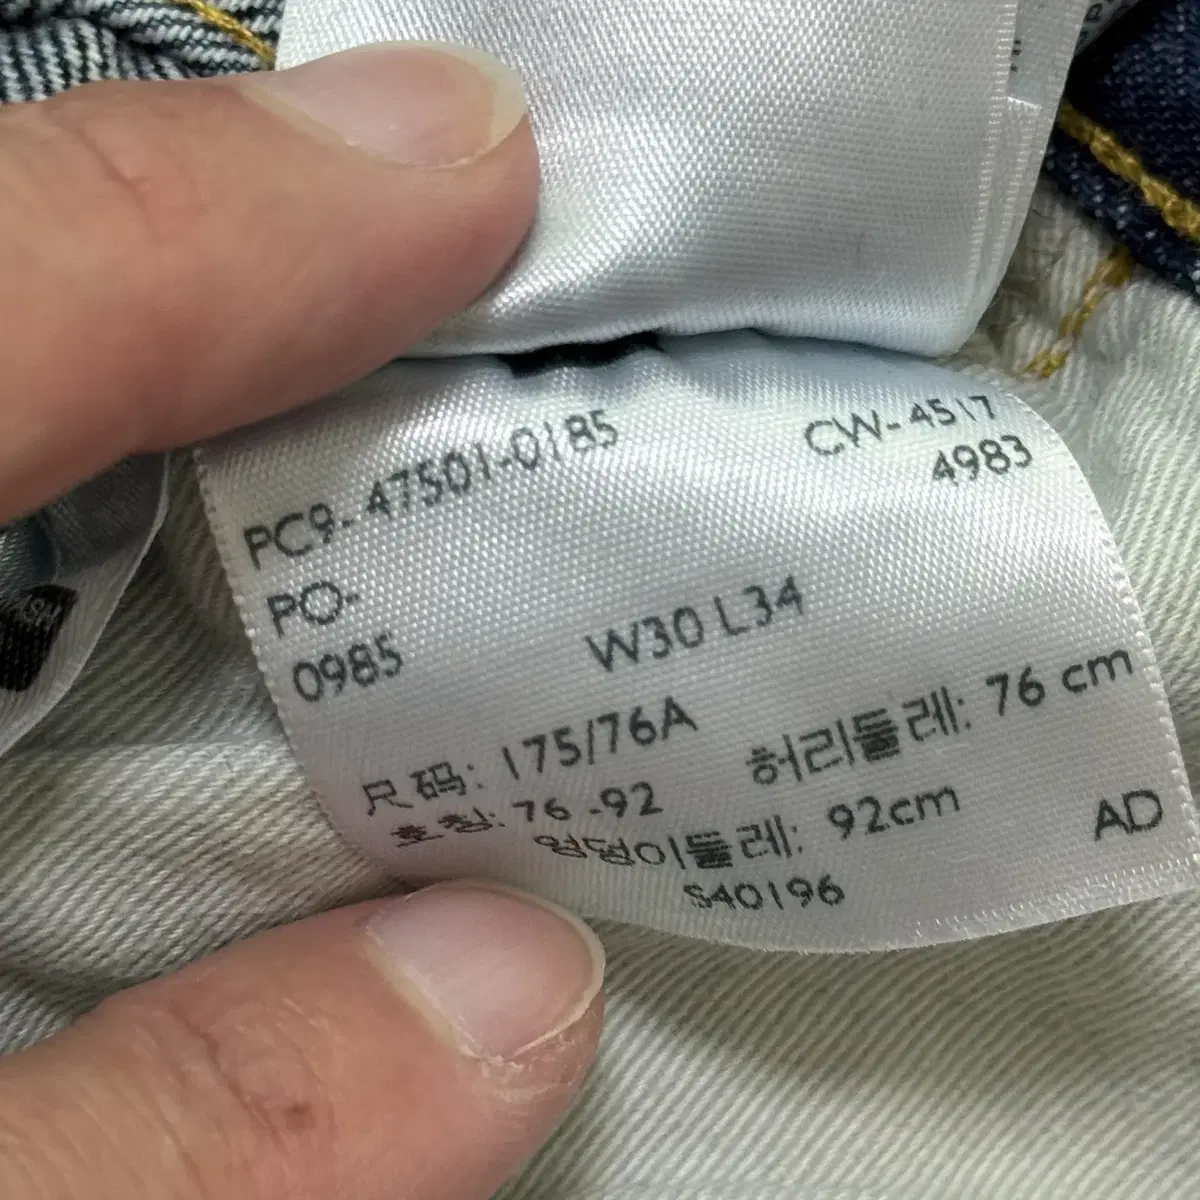 PC9-47501-0185
CW-4517
4983
PO-
0985
W30 L34
尺码: 175/76A
허리둘레: 76 cm
호칭: 76 -92
엉덩이둘레: 92cm
AD
S40196